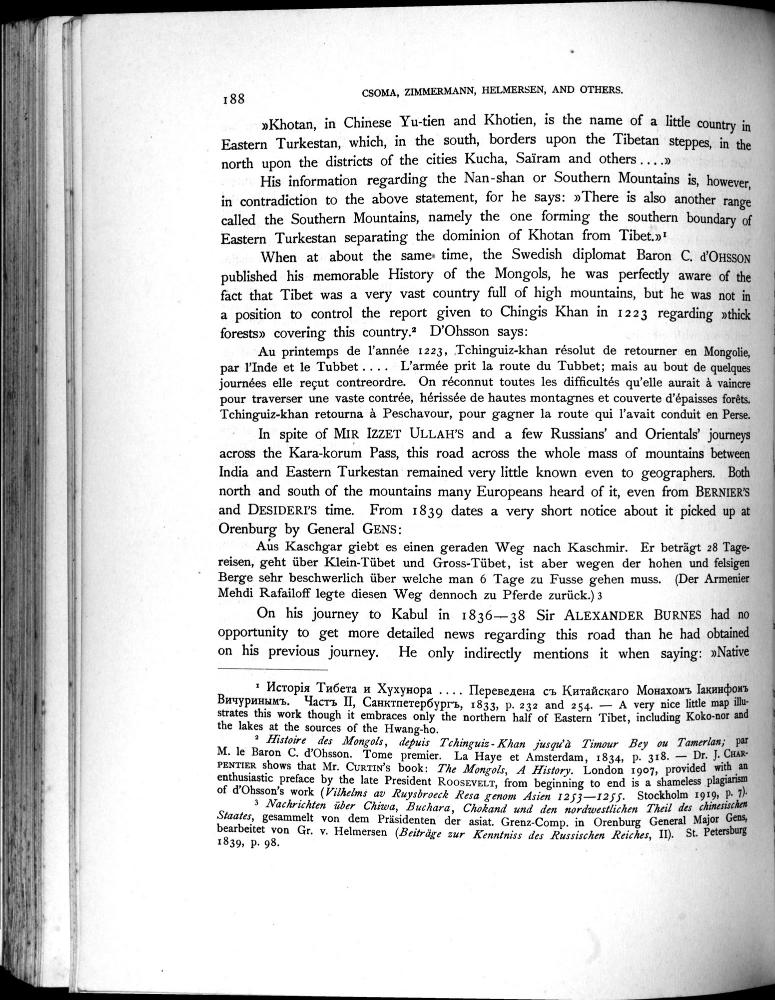 188
CSOMA, ZIMMERMANN, HELMERSEN, AND OTHERS.
»Khotan, in Chinese Yu-tien and Khotien, is the name of a little country in
Eastern Turkestan, which, in the south, borders upon the Tibetan steppes, in the
north upon the districts of the cities Kucha, Saïram and others . . . .»
His information regarding the Nan-shan or Southern Mountains is, however,
in contradiction to the above statement, for he says: »There is also another range
called the Southern Mountains, namely the one forming the southern boundary of
Eastern Turkestan separating the dominion of Khotan from Tibet.»¹
When at about the same time, the Swedish diplomat Baron C. d'OHSSON
published his memorable History of the Mongols, he was perfectly aware of the
fact that Tibet was a very vast country full of high mountains, but he was not in
a position to control the report given to Chingis Khan in 1223 regarding »thick
forests» covering this country.² D'Ohsson says:
Au printemps de l'année 1223, Tchinguiz-khan résolut de retourner en Mongolie,
par l'Inde et le Tubbet . . . . L'armée prit la route du Tubbet; mais au bout de quelques
journées elle reçut contreordre. On réconnut toutes les difficultés qu'elle aurait à vaincre
pour traverser une vaste contrée, hérissée de hautes montagnes et couverte d'épaisses forêts.
Tchinguiz-khan retourna à Peschavour, pour gagner la route qui l'avait conduit en Perse.
In spite of MIR IZZET ULLAH'S and a few Russians' and Orientals' journeys
across the Kara-korum Pass, this road across the whole mass of mountains between
India and Eastern Turkestan remained very little known even to geographers. Both
north and south of the mountains many Europeans heard of it, even from BERNIER'S
and DESIDERI'S time. From 1839 dates a very short notice about it picked up at
Orenburg by General GENS:
Aus Kaschgar giebt es einen geraden Weg nach Kaschmir. Er beträgt 28 Tage-
reisen, geht über Klein-Tübet und Gross-Tübet, ist aber wegen der hohen und felsigen
Berge sehr beschwerlich über welche man 6 Tage zu Fusse gehen muss. (Der Armenier
Mehdi Rafailoff legte diesen Weg dennoch zu Pferde zurück.) 3
On his journey to Kabul in 1836—38 Sir ALEXANDER BURNES had no
opportunity to get more detailed news regarding this road than he had obtained
on his previous journey. He only indirectly mentions it when saying: »Native
¹ Исторія Тибета и Хухунора . . . . Переведена съ Китайскаго Монахомъ Іакинфомъ
Вичуринымъ. Часть II, Санктпетербургъ, 1833, p. 232 and 254. — A very nice little map illu-
strates this work though it embraces only the northern half of Eastern Tibet, including Koko-nor and
the lakes at the sources of the Hwang-ho.
² Histoire des Mongols, depuis Tchinguiz-Khan jusqu'à Timour Bey ou Tamerlan; par
M. le Baron C. d'Ohsson. Tome premier. La Haye et Amsterdam, 1834, p. 318. — Dr. J. CHAR-
PENTIER shows that Mr. CURTIN'S book: The Mongols, A History. London 1907, provided with an
enthusiastic preface by the late President ROOSEVELT, from beginning to end is a shameless plagiarism
of d'Ohsson's work (Vilhelms av Ruysbroeck Resa genom Asien 1253—1255. Stockholm 1919, p. 7).
³ Nachrichten über Chiwa, Buchara, Chokand und den nordwestlichen Theil des chinesischen
Staates, gesammelt von dem Präsidenten der asiat. Grenz-Comp. in Orenburg General Major Gens,
bearbeitet von Gr. v. Helmersen (Beiträge zur Kenntniss des Russischen Reiches, II). St. Petersburg
1839, p. 98.